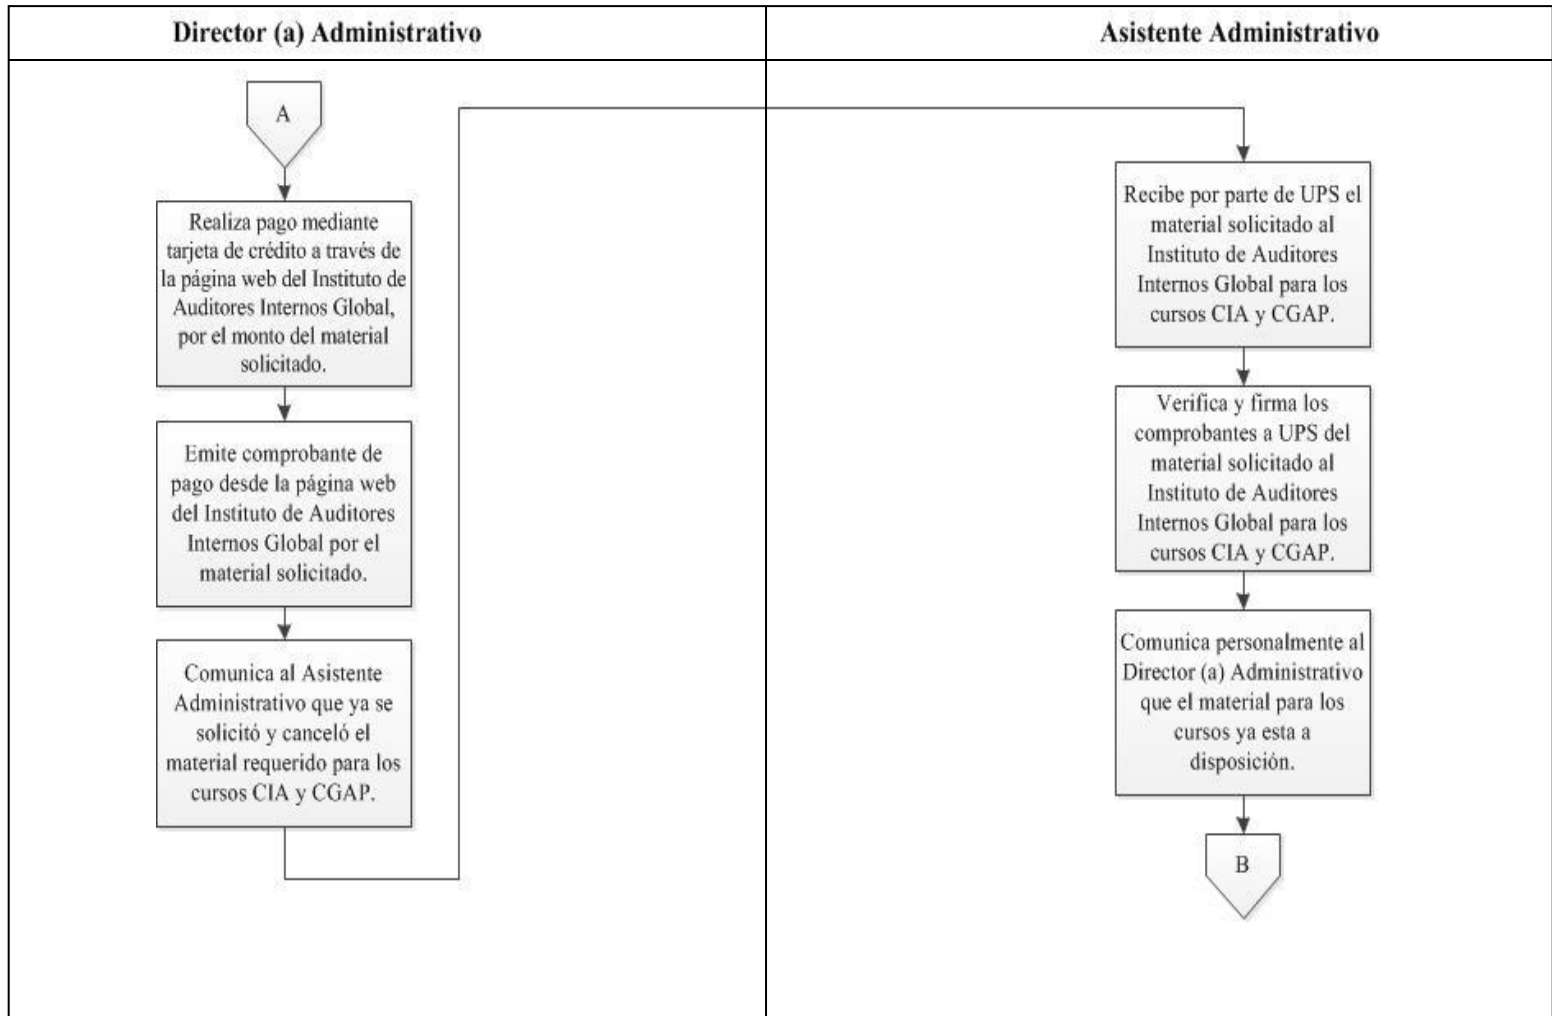 Director (a) Administrativo
Asistente Administrativo
A
Realiza pago mediante
tarjeta de crédito a través de
la página web del Instituto de
Auditores Internos Global,
por el monto del material
solicitado.
Emite comprobante de
pago desde la página web
del Instituto de Auditores
Internos Global por el
material solicitado.
Comunica al Asistente
Administrativo que ya se
solicitó y canceló el
material requerido para los
cursos CIA y CGAP.
Recibe por parte de UPS el
material solicitado al
Instituto de Auditores
Internos Global para los
cursos CIA y CGAP.
Verifica y firma los
comprobantes a UPS del
material solicitado al
Instituto de Auditores
Internos Global para los
cursos CIA y CGAP.
Comunica personalmente al
Director (a) Administrativo
que el material para los
cursos ya esta a
disposición.
B